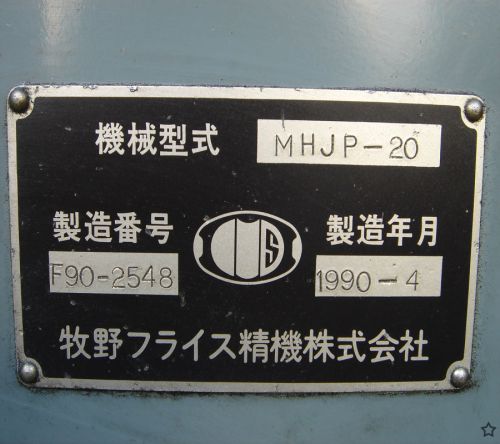 機械型式 MHJP-20
製造番号 製造年月
F90-2548 1990-4
牧野フライス精機株式会社